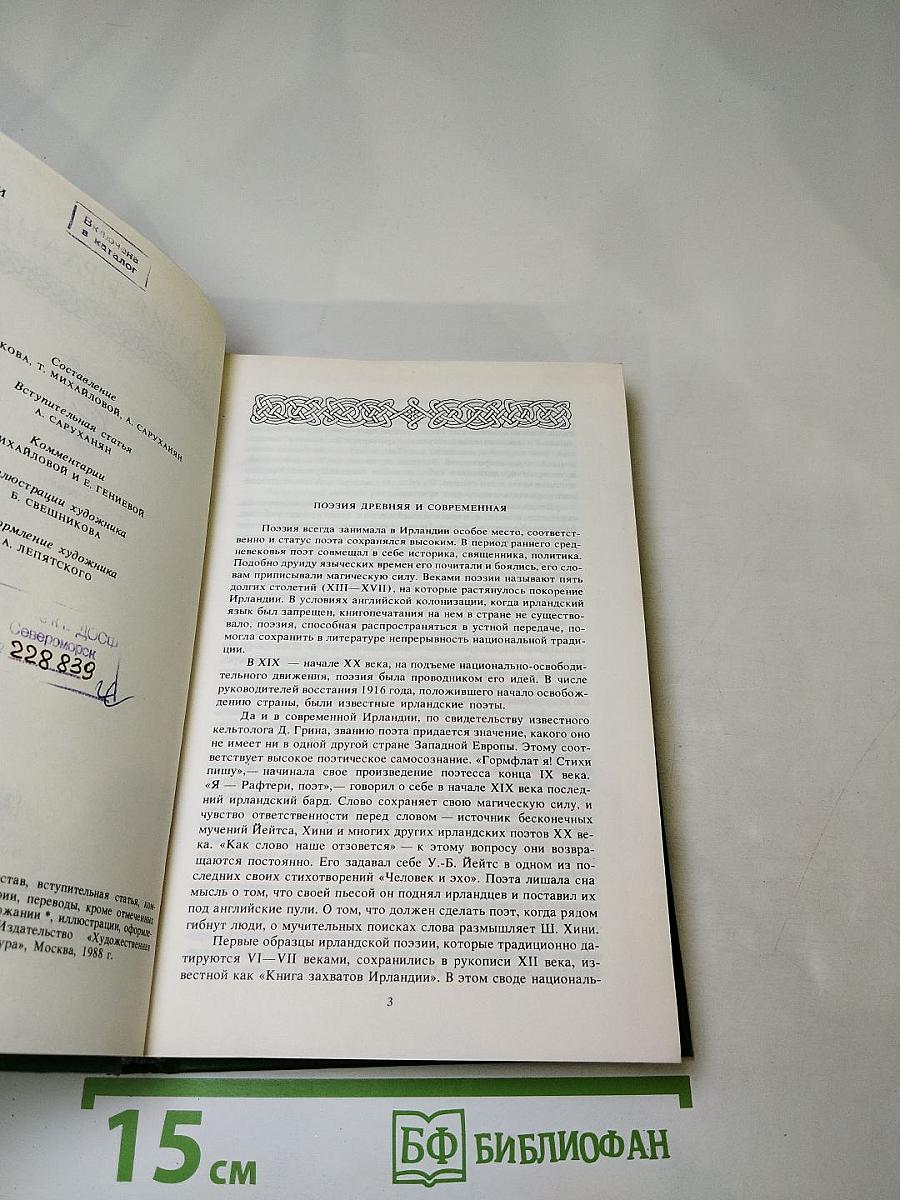 Включена
в каталог
Составление
КОВА, Т. МИХАЙЛОВОЙ, А. САРУХАНЯН
Вступительная статья
А. САРУХАНЯН
Комментарии
ИХАЙЛОВОЙ И Е. ГЕНИЕВОЙ
ллюстрации художника
Б. СВЕШНИКОВА
ормление художника
А. ЛЕПЯТСКОГО
Североморск
228.839
став, вступительная статья, ком-
рии, переводы, кроме отмеченных
ржании *, иллюстрации, оформле-
Издательство «Художественная
ура», Москва, 1988 г.
ПОЭЗИЯ ДРЕВНЯЯ И СОВРЕМЕННАЯ
Поэзия всегда занимала в Ирландии особое место, соответст-
венно и статус поэта сохранялся высоким. В период раннего сред-
невековья поэт совмещал в себе историка, священника, политика.
Подобно друиду языческих времен его почитали и боялись, его сло-
вам приписывали магическую силу. Веками поэзии называют пять
долгих столетий (XIII—XVII), на которые растянулось покорение
Ирландии. В условиях английской колонизации, когда ирландский
язык был запрещен, книгопечатания на нем в стране не существо-
вало, поэзия, способная распространяться в устной передаче, по-
могла сохранить в литературе непрерывность национальной тради-
ции.
В XIX — начале XX века, на подъеме национально-освободи-
тельного движения, поэзия была проводником его идей. В числе
руководителей восстания 1916 года, положившего начало освобож-
дению страны, были известные ирландские поэты.
Да и в современной Ирландии, по свидетельству известного
кельтолога Д. Грина, званию поэта придается значение, какого оно
не имеет ни в одной другой стране Западной Европы. Этому соот-
ветствует высокое поэтическое самосознание. «Гормфлат я! Стихи
пишу»,— начинала свое произведение поэтесса конца IX века.
«Я — Рафтери, поэт»,— говорил о себе в начале XIX века послед-
ний ирландский бард. Слово сохраняет свою магическую силу, и
чувство ответственности перед словом — источник бесконечных
мучений Йейтса, Хини и многих других ирландских поэтов XX ве-
ка. «Как слово наше отзовется» — к этому вопросу они возвра-
щаются постоянно. Его задавал себе У.-Б. Йейтс в одном из по-
следних своих стихотворений «Человек и эхо». Поэта лишала сна
мысль о том, что своей пьесой он поднял ирландцев и поставил их
под английские пули. О том, что должен сделать поэт, когда рядом
гибнут люди, о мучительных поисках слова размышляет Ш. Хини.
Первые образцы ирландской поэзии, которые традиционно да-
тируются VI—VII веками, сохранились в рукописи XII века, из-
вестной как «Книга захватов Ирландии». В этом своде националь-
3
15 см
БФ БИБЛИОФАН